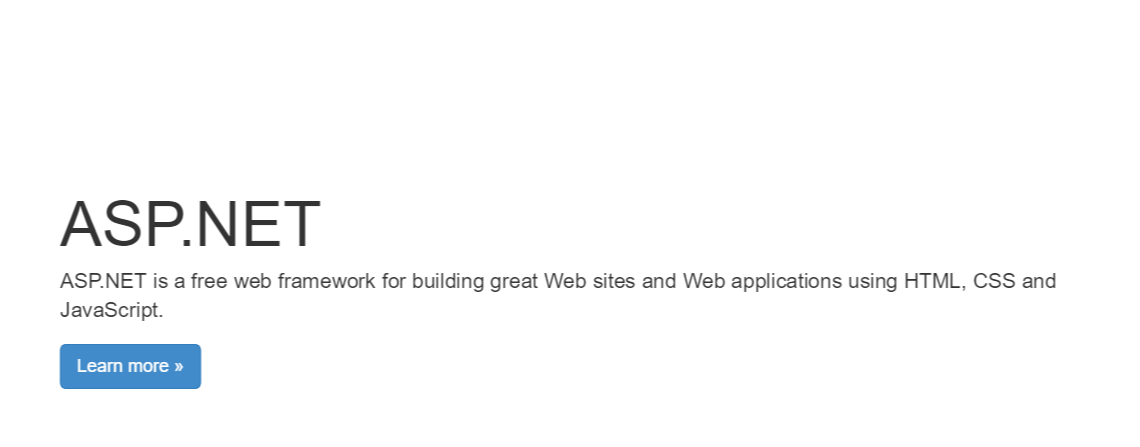 ASP.NET
ASP.NET is a free web framework for building great Web sites and Web applications using HTML, CSS and
JavaScript.
Learn more »